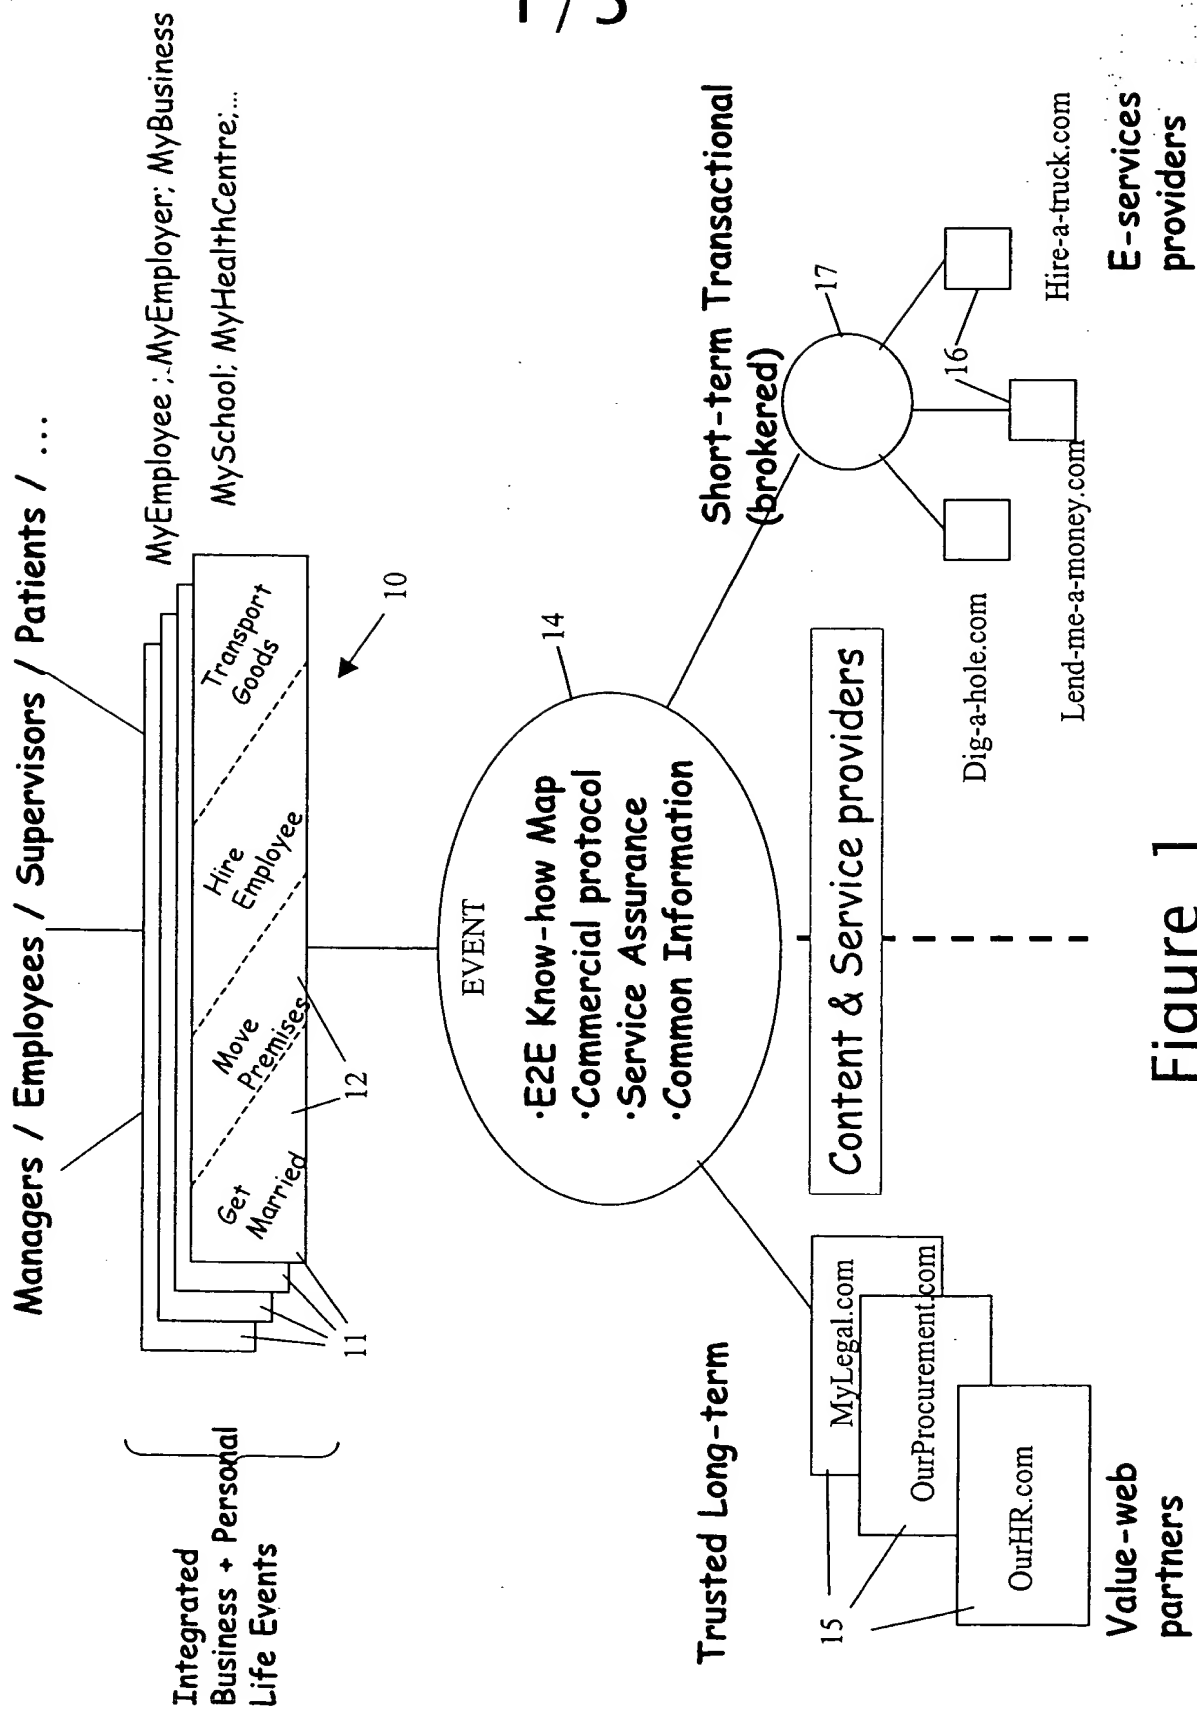 1/5
Managers / Employees / Supervisors / Patients / ...
MyEmployee ; MyEmployer; MyBusiness
MySchool; MyHealthCentre;...
Integrated
Business + Personal
Life Events
Get
Married
Move
Premises
Hire
Employee
Transport
Goods
11
12
10
EVENT
14
·E2E Know-how Map
·Commercial protocol
·Service Assurance
·Common Information
Trusted Long-term
Short-term Transactional
(brokered)
Content & Service providers
15
MyLegal.com
OurProcurement.com
OurHR.com
17
16
Dig-a-hole.com
Lend-me-a-money.com
Hire-a-truck.com
Value-web
partners
E-services
providers
Figure 1